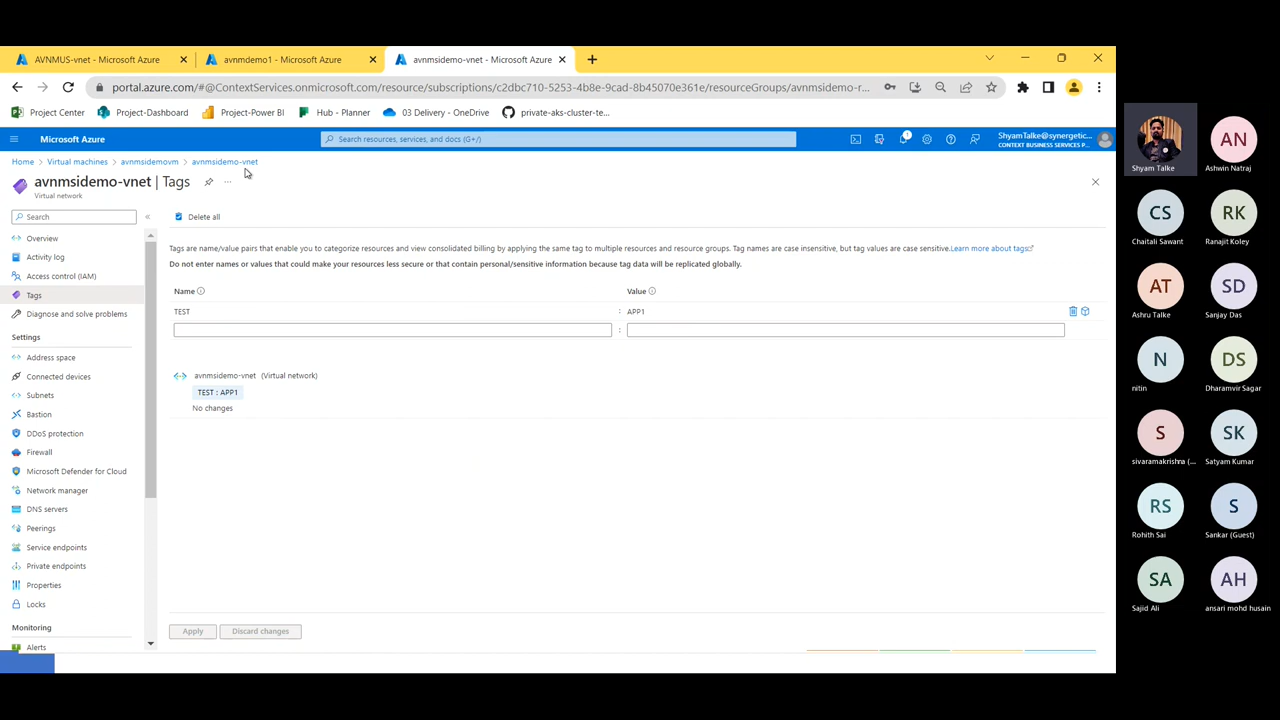 AVNMUS-vnet - Microsoft Azure
avnmdemo1 - Microsoft Azure
avnmsidemo-vnet - Microsoft Azure
portal.azure.com/#@ContextServices.onmicrosoft.com/resource/subscriptions/c2dbc710-5253-4b8e-9cad-8b45070e361e/resourceGroups/avnmsidemo-r...
Project Center
Project-Dashboard
Project-Power BI
Hub - Planner
03 Delivery - OneDrive
private-aks-cluster-te...
Microsoft Azure
Search resources, services, and docs (G+/)
1
ShyamTalke@synergetic...
CONTEXT BUSINESS SERVICES P...
Home > Virtual machines > avnmsidemovm > avnmsidemo-vnet
avnmsidemo-vnet | Tags
Virtual network
Search
Overview
Activity log
Access control (IAM)
Tags
Diagnose and solve problems
Settings
Address space
Connected devices
Subnets
Bastion
DDoS protection
Firewall
Microsoft Defender for Cloud
Network manager
DNS servers
Peerings
Service endpoints
Private endpoints
Properties
Locks
Monitoring
Alerts
Delete all
Tags are name/value pairs that enable you to categorize resources and view consolidated billing by applying the same tag to multiple resources and resource groups. Tag names are case insensitive, but tag values are case sensitive. Learn more about tags
Do not enter names or values that could make your resources less secure or that contain personal/sensitive information because tag data will be replicated globally.
Name
Value
TEST : APP1
:
avnmsidemo-vnet (Virtual network)
TEST : APP1
No changes
Apply
Discard changes
Shyam Talke
AN
Ashwin Natraj
CS
Chaitali Sawant
RK
Ranajit Koley
AT
Ashru Talke
SD
Sanjay Das
N
nitin
DS
Dharamvir Sagar
S
sivaramakrishna (...
SK
Satyam Kumar
RS
Rohith Sai
S
Sankar (Guest)
SA
Sajid Ali
AH
ansari mohd husain